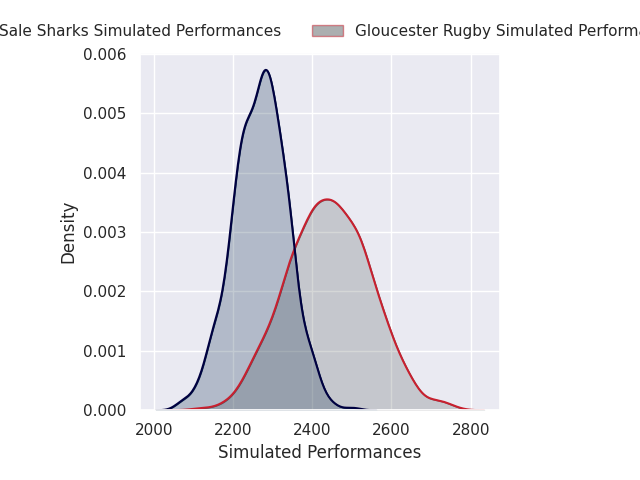 Sale Sharks Simulated Performances
Gloucester Rugby Simulated
0.006
0.005
0.004
0.003
0.002
0.001
0.000
Density
2000 2200 2400 2600 2800
Simulated Performances